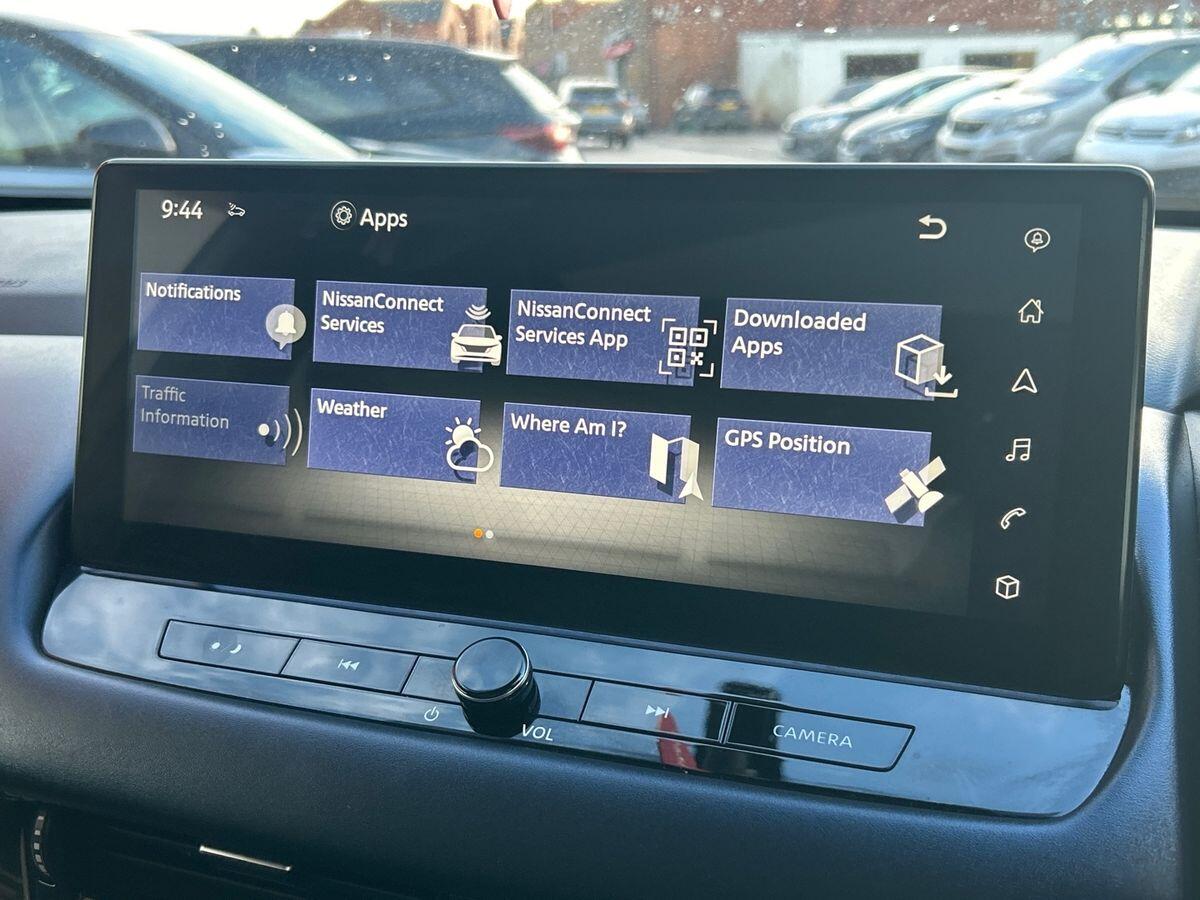 9:44
Apps
Notifications
NissanConnect
Services
NissanConnect
Services App
Downloaded
Apps
Traffic
Information
Weather
Where Am I?
GPS Position
VOL
CAMERA